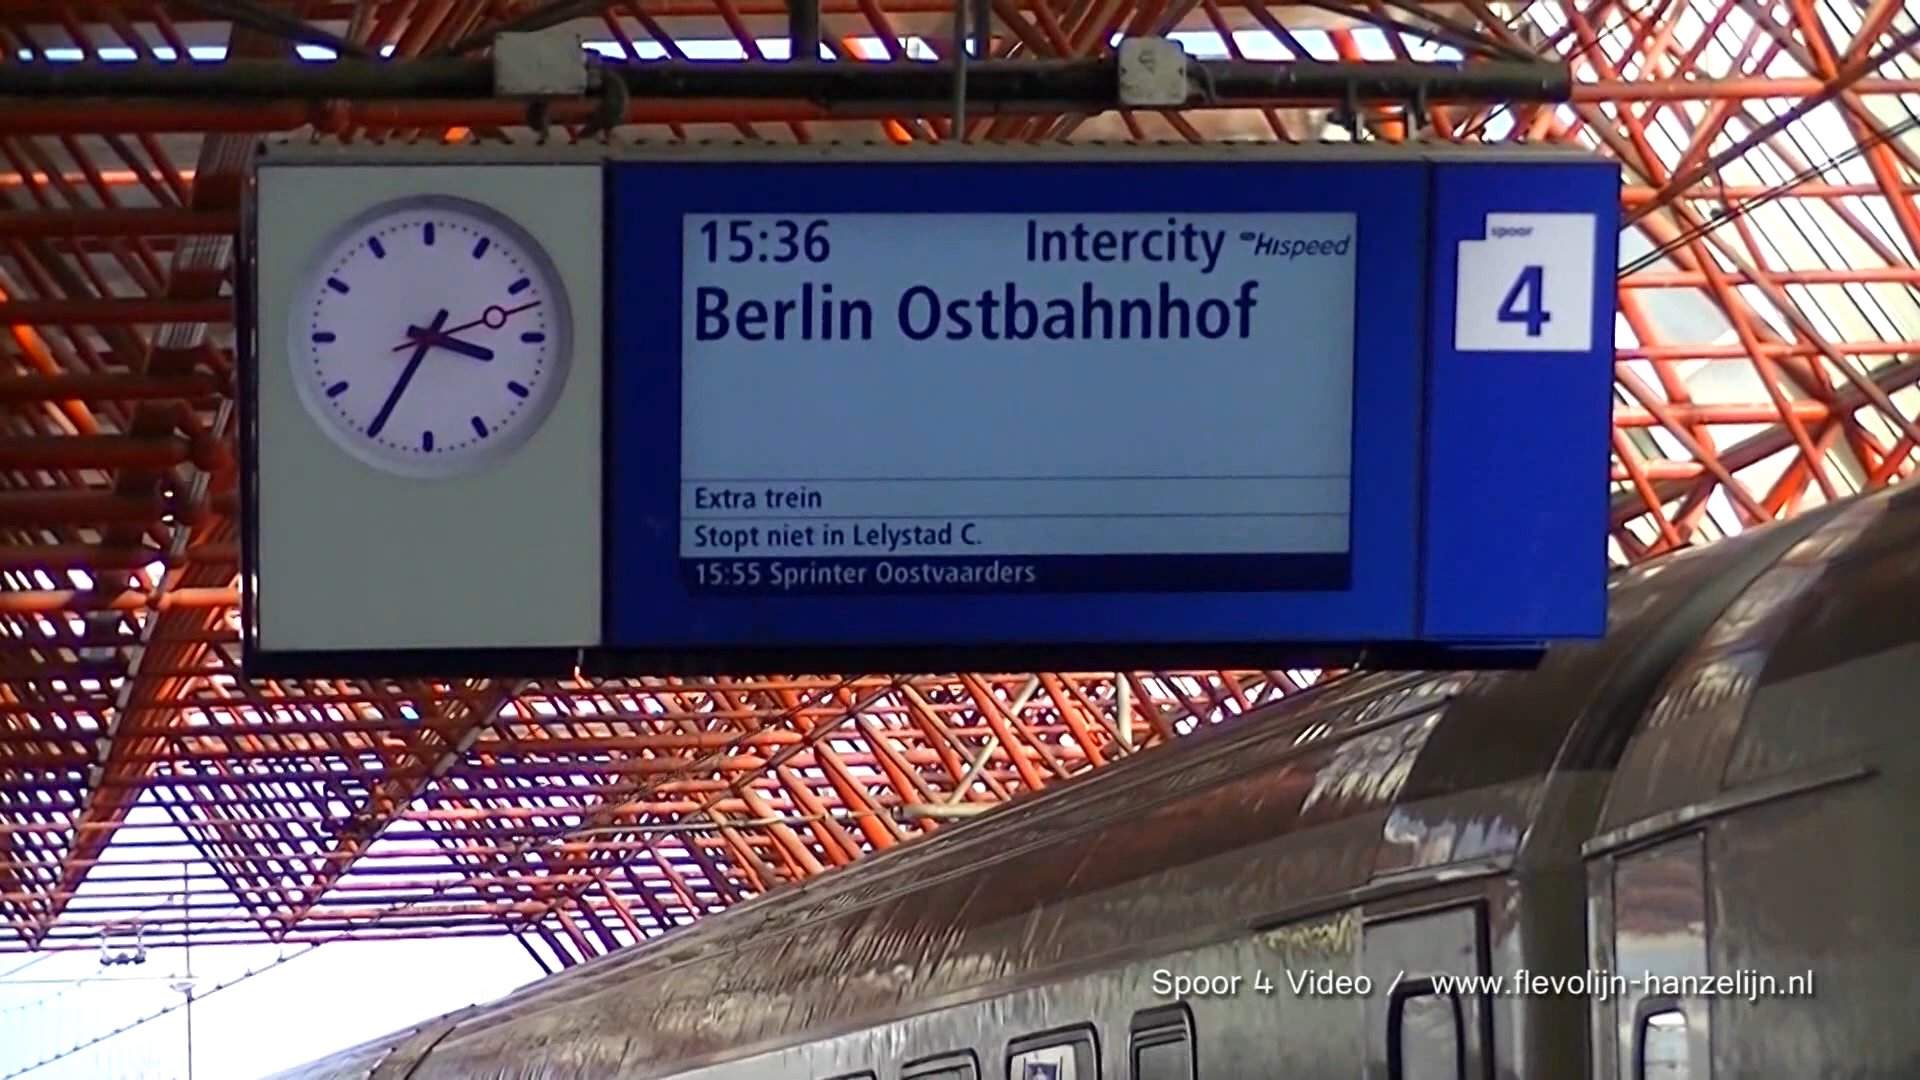 15:36 Intercity Hispeed
Berlin Ostbahnhof
Extra trein
Stopt niet in Lelystad C.
15:55 Sprinter Oostvaarders
spoor
4
Spoor 4 Video / www.flevolijn-hanzelijn.nl